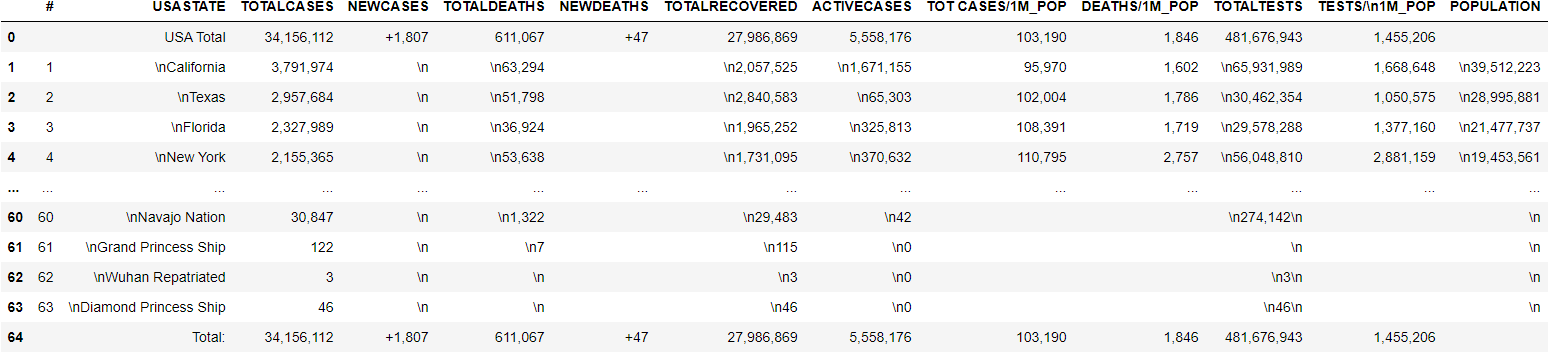 # USASTATE TOTALCASES NEWCASES TOTALDEATHS NEWDEATHS TOTALRECOVERED ACTIVECASES TOT CASES/1M_POP DEATHS/1M_POP TOTALTESTS TESTS/\n1M_POP POPULATION
0 USA Total 34,156,112 +1,807 611,067 +47 27,986,869 5,558,176 103,190 1,846 481,676,943 1,455,206
1 1 \nCalifornia 3,791,974 \n \n63,294 \n2,057,525 \n1,671,155 95,970 1,602 \n65,931,989 1,668,648 \n39,512,223
2 2 \nTexas 2,957,684 \n \n51,798 \n2,840,583 \n65,303 102,004 1,786 \n30,462,354 1,050,575 \n28,995,881
3 3 \nFlorida 2,327,989 \n \n36,924 \n1,965,252 \n325,813 108,391 1,719 \n29,578,288 1,377,160 \n21,477,737
4 4 \nNew York 2,155,365 \n \n53,638 \n1,731,095 \n370,632 110,795 2,757 \n56,048,810 2,881,159 \n19,453,561
... ... ... ... ... ... ... ... ... ... ... ... ... ...
60 60 \nNavajo Nation 30,847 \n \n1,322 \n29,483 \n42 \n274,142\n \n
61 61 \nGrand Princess Ship 122 \n \n7 \n115 \n0 \n \n
62 62 \nWuhan Repatriated 3 \n \n \n3 \n0 \n3\n \n
63 63 \nDiamond Princess Ship 46 \n \n \n46 \n0 \n46\n \n
64 Total: 34,156,112 +1,807 611,067 +47 27,986,869 5,558,176 103,190 1,846 481,676,943 1,455,206